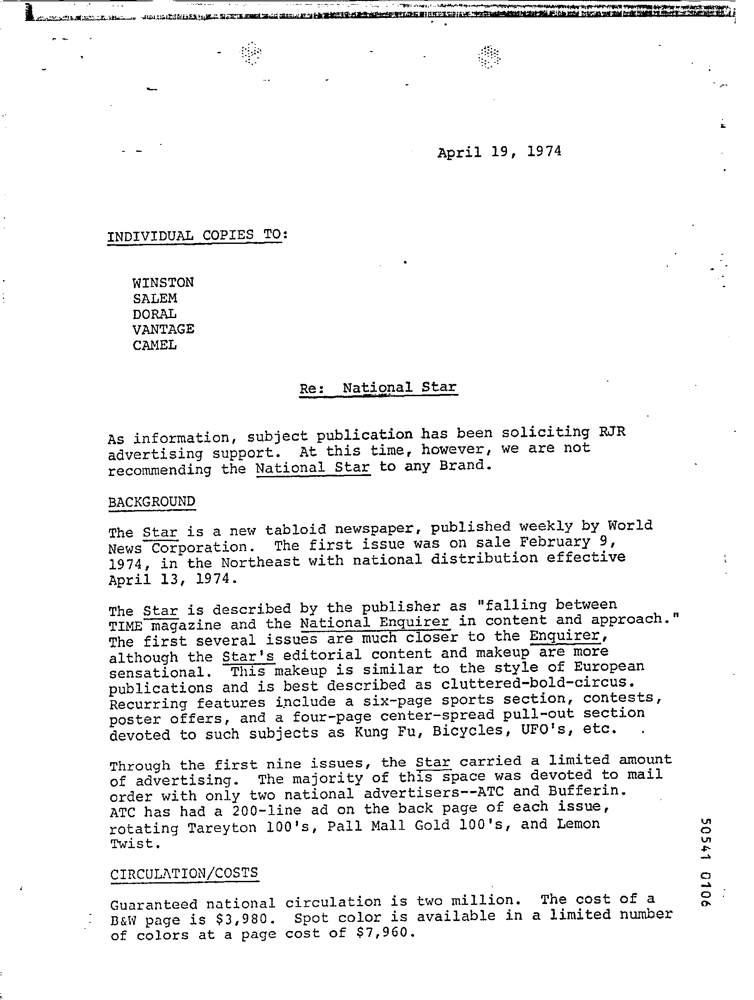 April 19, 1974
INDIVIDUAL COPIES TO:
WINSTON
SALEM
DORAL
VANTAGE
CAMEL
Re: National Star
As information, subject publication has been soliciting RJR
advertising support. At this time, however, we are not
recommending the National Star to any Brand.
BACKGROUND
The Star is a new tabloid newspaper, published weekly by World
News Corporation. The first issue was on sale February 9,
1974, in the Northeast with national distribution effective
April 13, 1974.
The Star is described by the publisher as "falling between
TIME magazine and the National Enquirer in content and approach."
The first several issues are much closer to the Enquirer,
although the Star's editorial content and makeup are more
sensational. This makeup is similar to the style of European
publications and is best described as cluttered-bold-circus.
Recurring features include a six-page sports section, contests,
poster offers, and a four-page center-spread pull-out section
devoted to such subjects as Kung Fu, Bicycles, UFO's, etc.
Through the first nine issues, the Star carried a limited amount
of advertising. The majority of this space was devoted to mail
order with only two national advertisers--ATC and Bufferin.
ATC has had a 200-line ad on the back page of each issue,
rotating Tareyton 100's, Pall Mall Gold 100's, and Lemon
Twist.
CIRCULATION/COSTS
Guaranteed national circulation is two million. The cost of a
B&W page is $3,980. Spot color is available in a limited number
of colors at a page cost of $7,960.
50541 0106